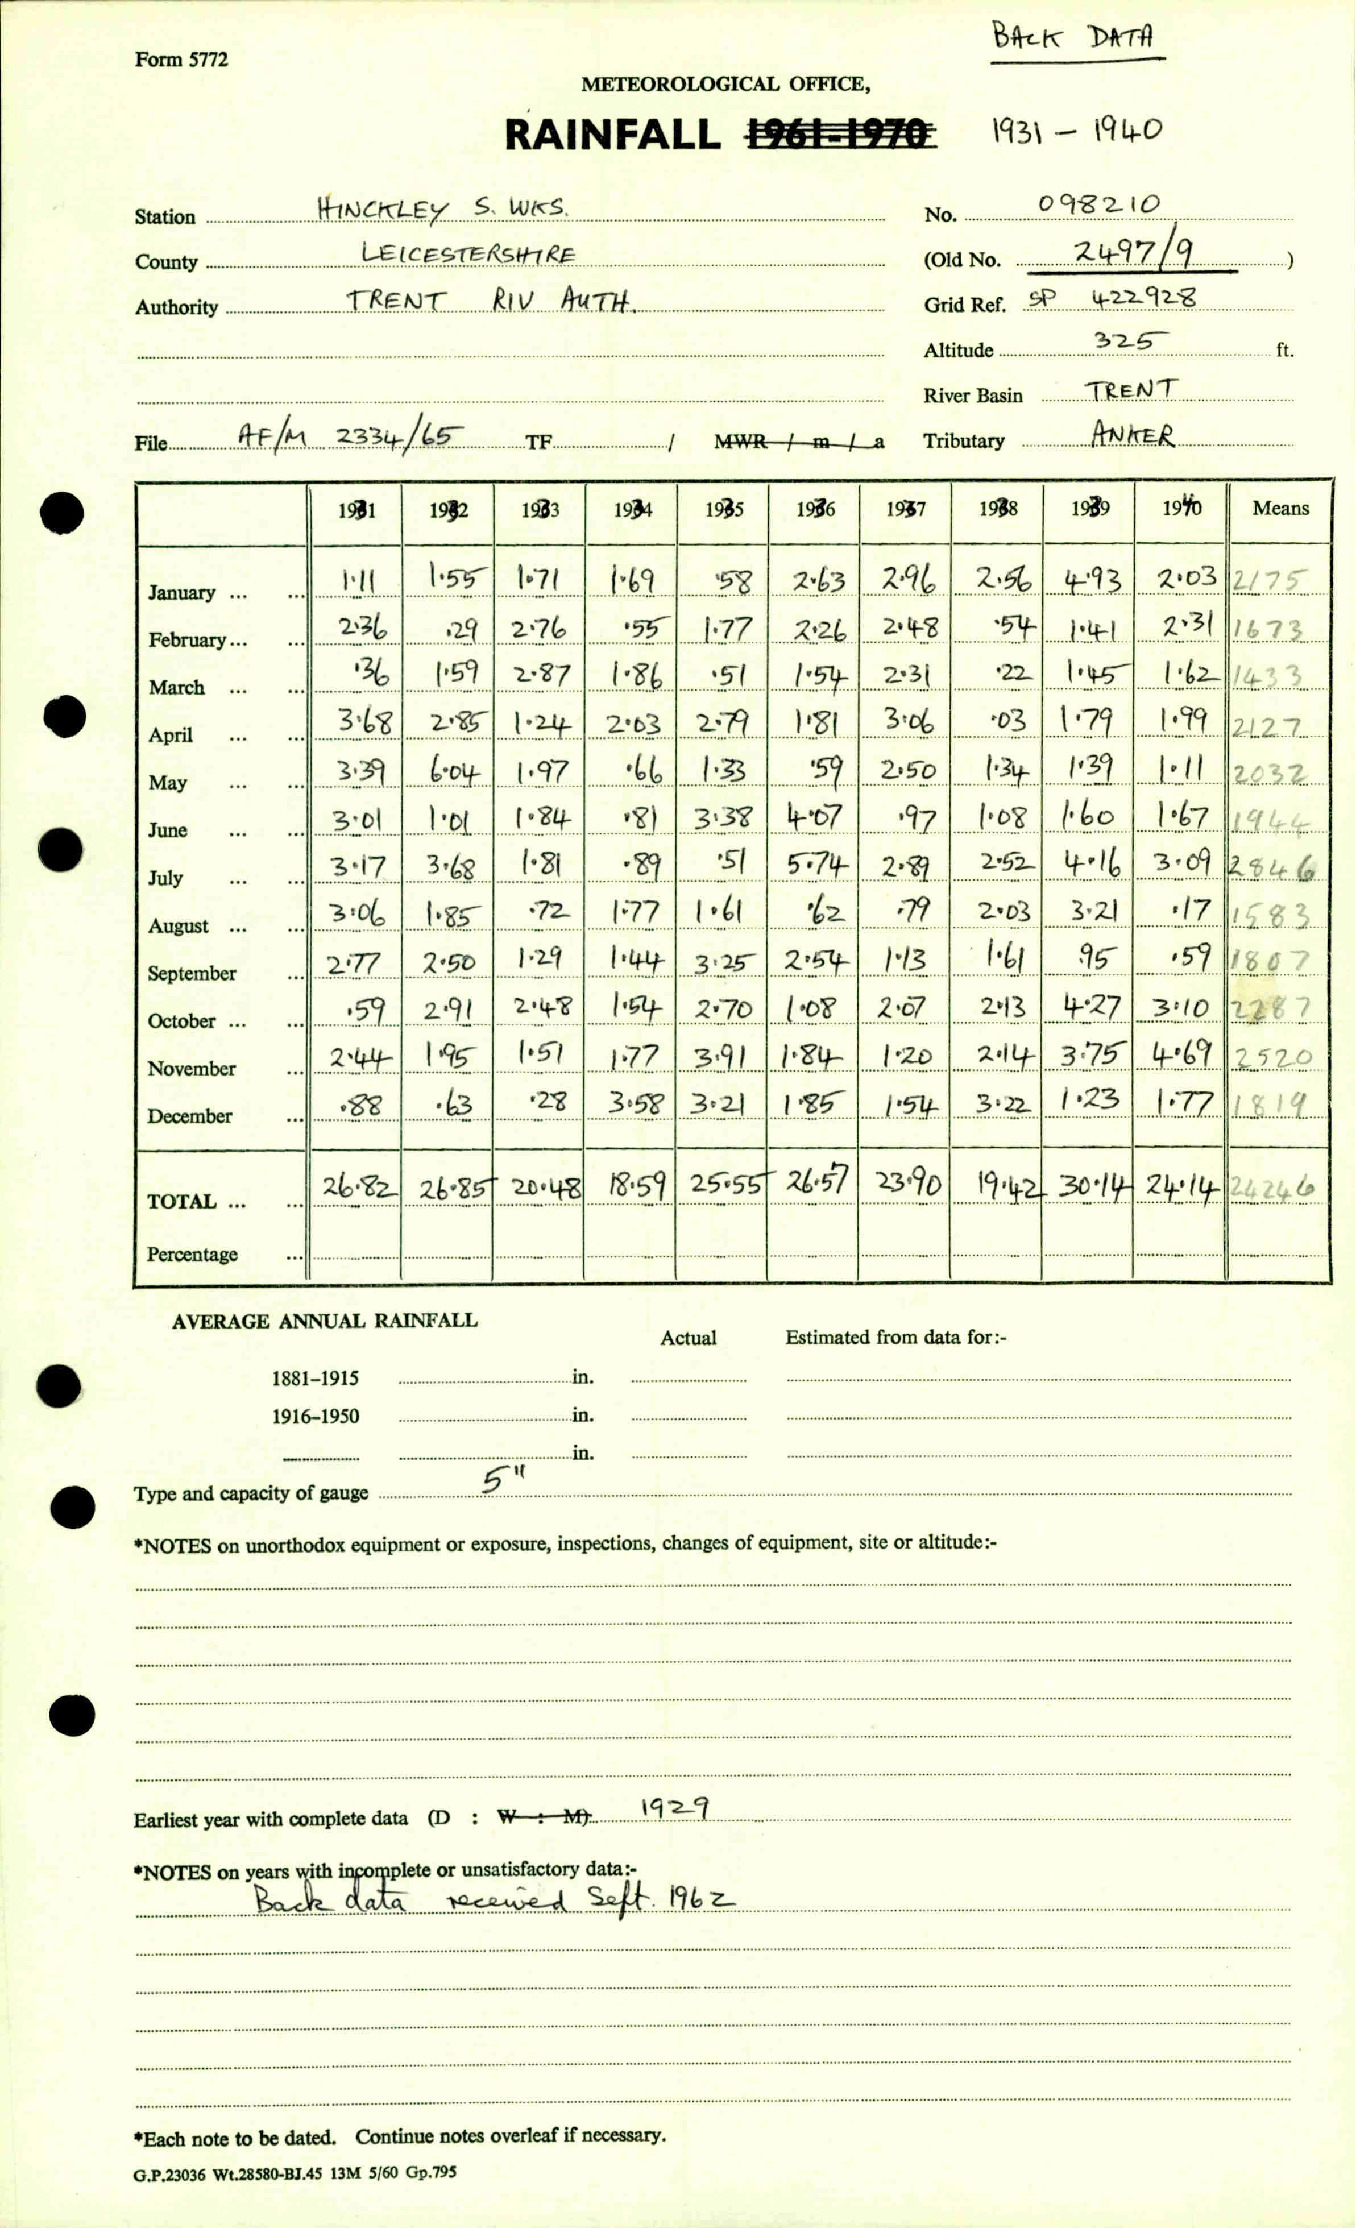 BACK DATA
Form 5772
METEOROLOGICAL OFFICE,
RAINFALL 1961-1970 1931 - 1940
Station HINCKLEY S. WKS. No. 098210
County LEICESTERSHIRE (Old No. 2497/9 )
Authority TRENT RIV AUTH. Grid Ref. SP 422928
Altitude 325 ft.
River Basin TRENT
File AF/M 2334/65 TF / MWR / m / a Tributary ANKER
1931 1932 1933 1934 1935 1936 1937 1938 1939 1940 Means
January ... ... 1.11 1.55 1.71 1.69 .58 2.63 2.96 2.56 4.93 2.03 2175
February ... ... 2.36 .29 2.76 .55 1.77 2.26 2.48 .54 1.41 2.31 1673
March ... ... .36 1.59 2.87 1.86 .51 1.54 2.31 .22 1.45 1.62 1433
April ... ... 3.68 2.85 1.24 2.03 2.79 1.81 3.06 .03 1.79 1.99 2127
May ... ... 3.39 6.04 1.97 .66 1.33 .59 2.50 1.34 1.39 1.11 2032
June ... ... 3.01 1.01 1.84 .81 3.38 4.07 .97 1.08 1.60 1.67 1944
July ... ... 3.17 3.68 1.81 .89 .51 5.74 2.89 2.52 4.16 3.09 2846
August ... ... 3.06 1.85 .72 1.77 1.61 .62 .79 2.03 3.21 .17 1583
September ... 2.77 2.50 1.29 1.44 3.25 2.54 1.13 1.61 .95 .59 1807
October ... ... .59 2.91 2.48 1.54 2.70 1.08 2.07 2.13 4.27 3.10 2287
November ... 2.44 1.95 1.51 1.77 3.91 1.84 1.20 2.14 3.75 4.69 2520
December ... .88 .63 .28 3.58 3.21 1.85 1.54 3.22 1.23 1.77 1819
TOTAL ... ... 26.82 26.85 20.48 18.59 25.55 26.57 23.90 19.42 30.14 24.14 24246
Percentage ...
AVERAGE ANNUAL RAINFALL
Actual Estimated from data for:-
1881-1915 in.
1916-1950 in.
in.
Type and capacity of gauge 5"
*NOTES on unorthodox equipment or exposure, inspections, changes of equipment, site or altitude:-
Earliest year with complete data (D : W : M) 1929
*NOTES on years with incomplete or unsatisfactory data:-
Back data received Sept. 1962
*Each note to be dated. Continue notes overleaf if necessary.
G.P.23036 Wt.28580-BJ.45 13M 5/60 Gp.795